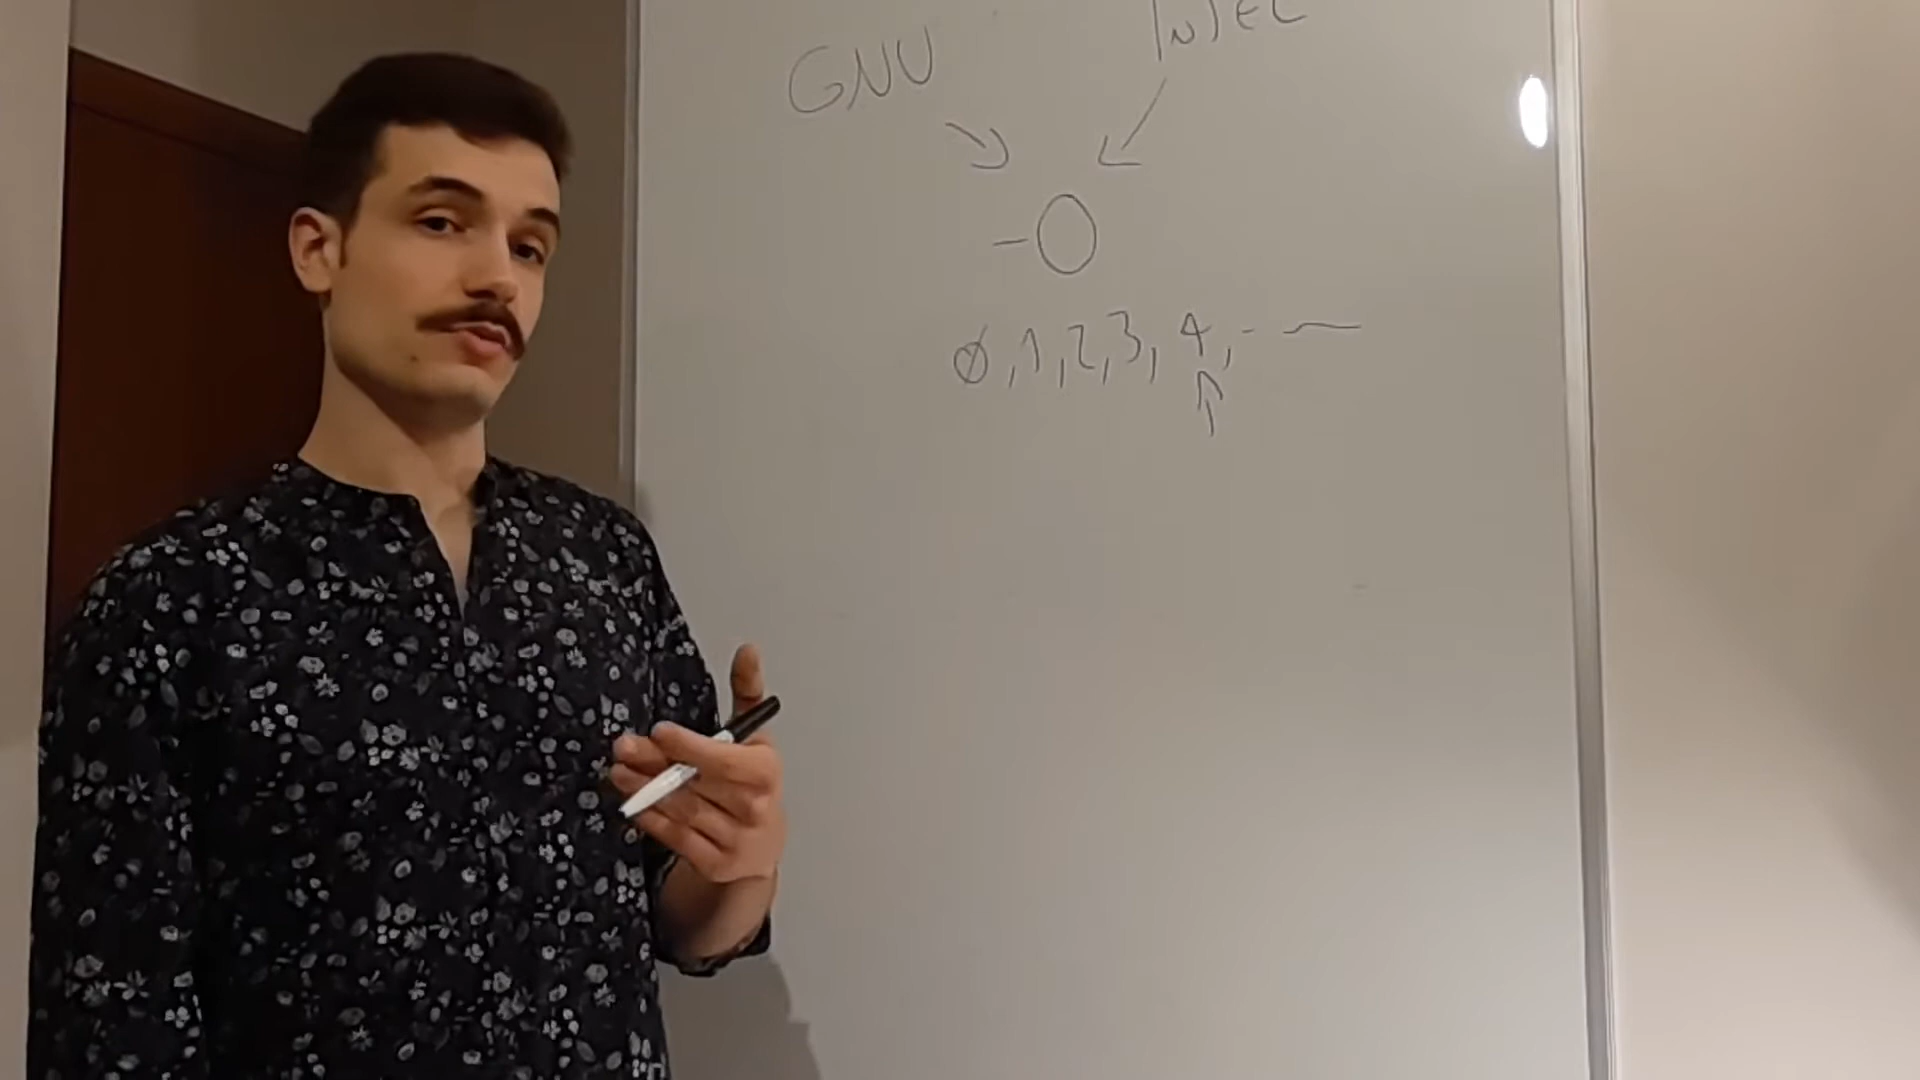 GNU Intel
-O
0,1,2,3,4,- —